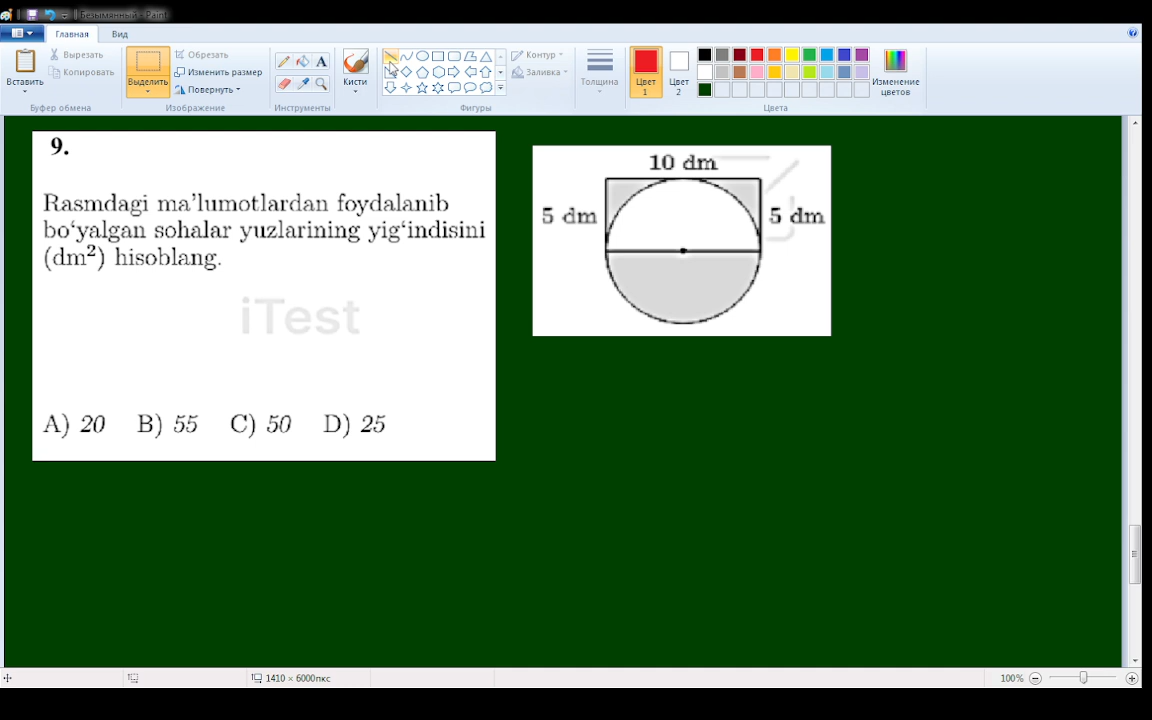 Безымянный - Paint
Главная
Вид
Вставить
Вырезать
Копировать
Буфер обмена
Выделить
Обрезать
Изменить размер
Повернуть
Изображение
A
Инструменты
Кисти
Контур
Заливка
Фигуры
Толщина
Цвет 1
Цвет 2
Изменение цветов
Цвета
9.
Rasmdagi ma’lumotlardan foydalanib
bo‘yalgan sohalar yuzlarining yig‘indisini
(dm²) hisoblang.
iTest
A) 20 B) 55 C) 50 D) 25
10 dm
5 dm
5 dm
1410 × 6000пкс
100%